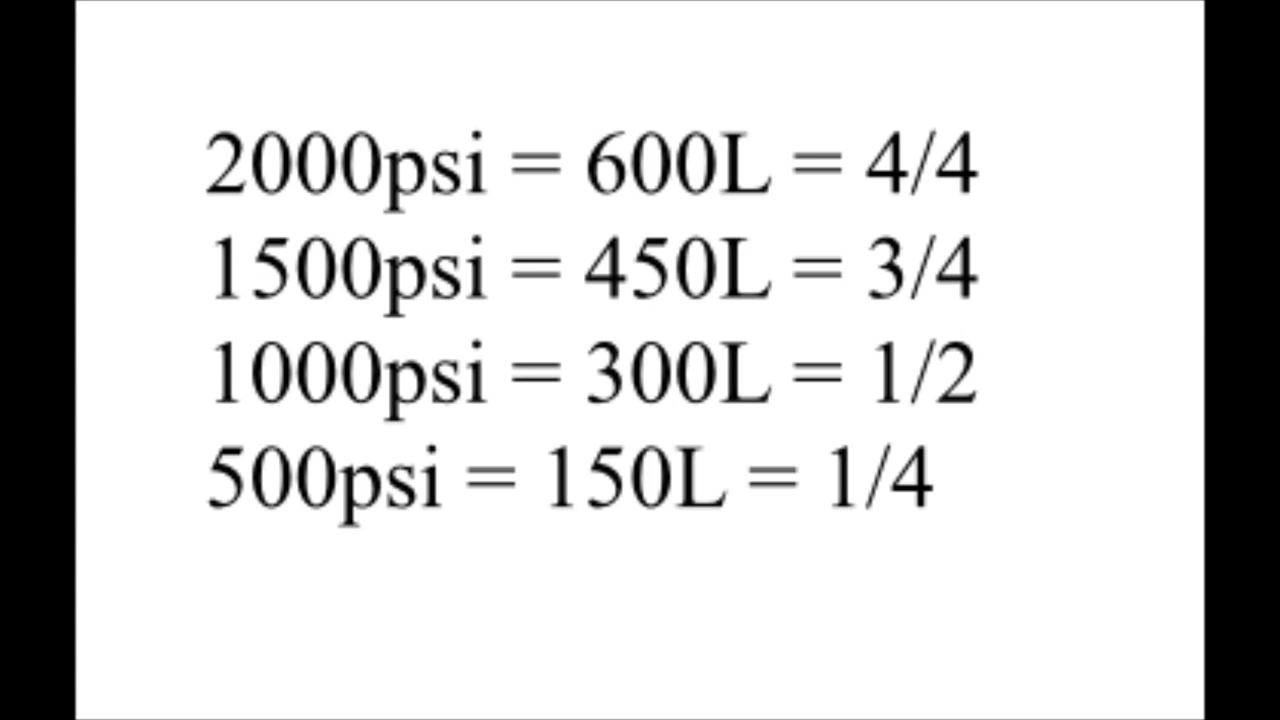 2000psi = 600L = 4/4
1500psi = 450L = 3/4
1000psi = 300L = 1/2
500psi = 150L = 1/4